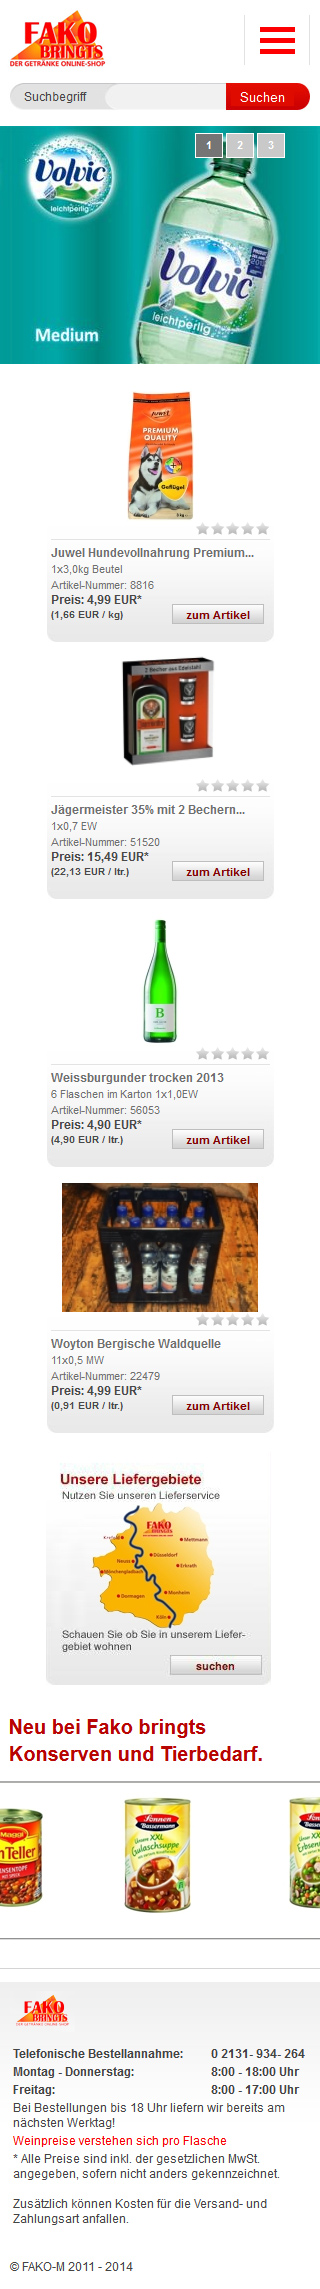 FAKO
BRINGTS
DER GETRÄNKE ONLINE-SHOP
Suchbegriff
Suchen
1 2 3
Volvic
leichtperlig
Volvic
leichtperlig
Medium
Juwel
PREMIUM
QUALITY
Geflügel
Juwel Hundevollnahrung Premium...
1x3,0kg Beutel
Artikel-Nummer: 8816
Preis: 4,99 EUR*
(1,66 EUR / kg)
zum Artikel
Jägermeister 35% mit 2 Bechern...
1x0,7 EW
Artikel-Nummer: 51520
Preis: 15,49 EUR*
(22,13 EUR / ltr.)
zum Artikel
B
Weissburgunder trocken 2013
6 Flaschen im Karton 1x1,0EW
Artikel-Nummer: 56053
Preis: 4,90 EUR*
(4,90 EUR / ltr.)
zum Artikel
Woyton Bergische Waldquelle
11x0,5 MW
Artikel-Nummer: 22479
Preis: 4,99 EUR*
(0,91 EUR / ltr.)
zum Artikel
Unsere Liefergebiete
Nutzen Sie unseren Lieferservice
FAKO
BRINGTS
Krefeld
Mettmann
Neuss
Düsseldorf
Erkrath
Mönchengladbach
Dormagen
Monheim
Köln
Schauen Sie ob Sie in unserem Liefer-
gebiet wohnen
suchen
Neu bei Fako bringts
Konserven und Tierbedarf.
MAGGI
Teller
LINSENTOPF
Sonnen
Bassermann
Unser XXL
Gulaschsuppe
Sonnen
Basserm
Unser XXL
Erbsen
FAKO
BRINGTS
DER GETRÄNKE ONLINE-SHOP
Telefonische Bestellannahme: 0 2131- 934- 264
Montag - Donnerstag: 8:00 - 18:00 Uhr
Freitag: 8:00 - 17:00 Uhr
Bei Bestellungen bis 18 Uhr liefern wir bereits am
nächsten Werktag!
Weinpreise verstehen sich pro Flasche
* Alle Preise sind inkl. der gesetzlichen MwSt.
angegeben, sofern nicht anders gekennzeichnet.
Zusätzlich können Kosten für die Versand- und
Zahlungsart anfallen.
© FAKO-M 2011 - 2014